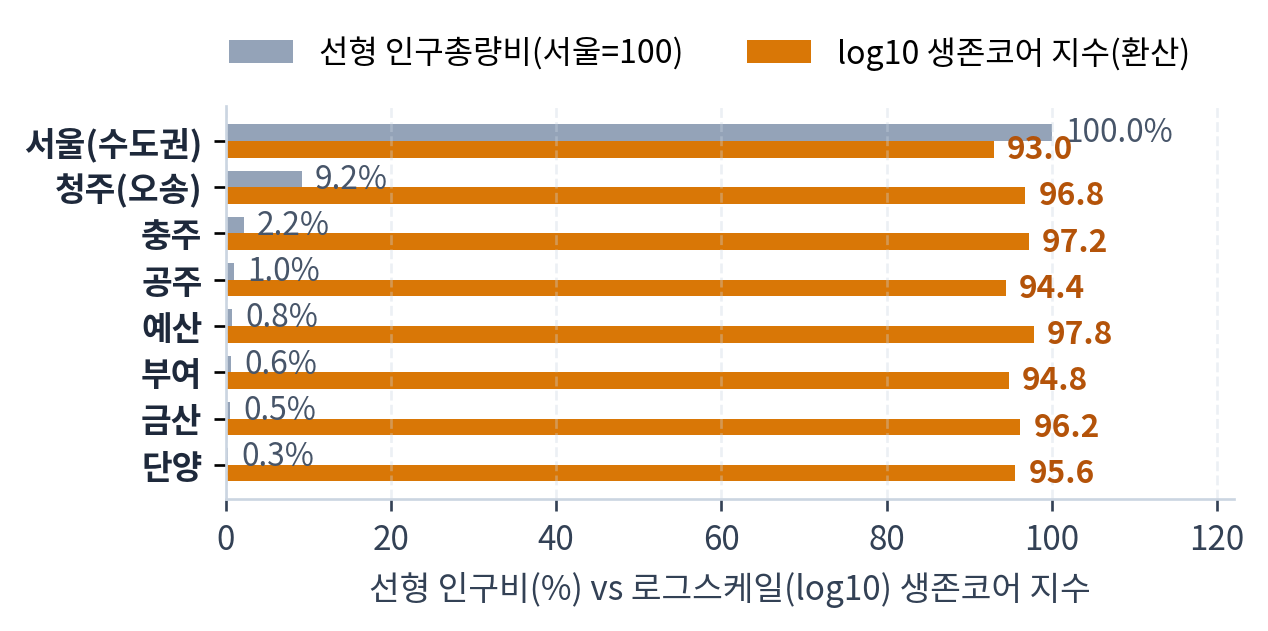 선형 인구총량비(서울=100) log10 생존코어 지수(환산)
서울(수도권) 100.0% 93.0
청주(오송) 9.2% 96.8
충주 2.2% 97.2
공주 1.0% 94.4
예산 0.8% 97.8
부여 0.6% 94.8
금산 0.5% 96.2
단양 0.3% 95.6
0 20 40 60 80 100 120
선형 인구비(%) vs 로그스케일(log10) 생존코어 지수